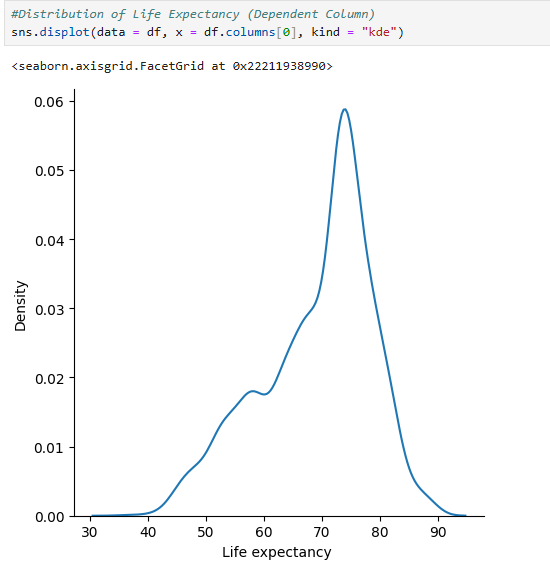 #Distribution of Life Expectancy (Dependent Column)
sns.displot(data = df, x = df.columns[0], kind = "kde")
<seaborn.axisgrid.FacetGrid at 0x22211938990>
0.06
0.05
0.04
0.03
0.02
0.01
0.00
Density
30 40 50 60 70 80 90
Life expectancy